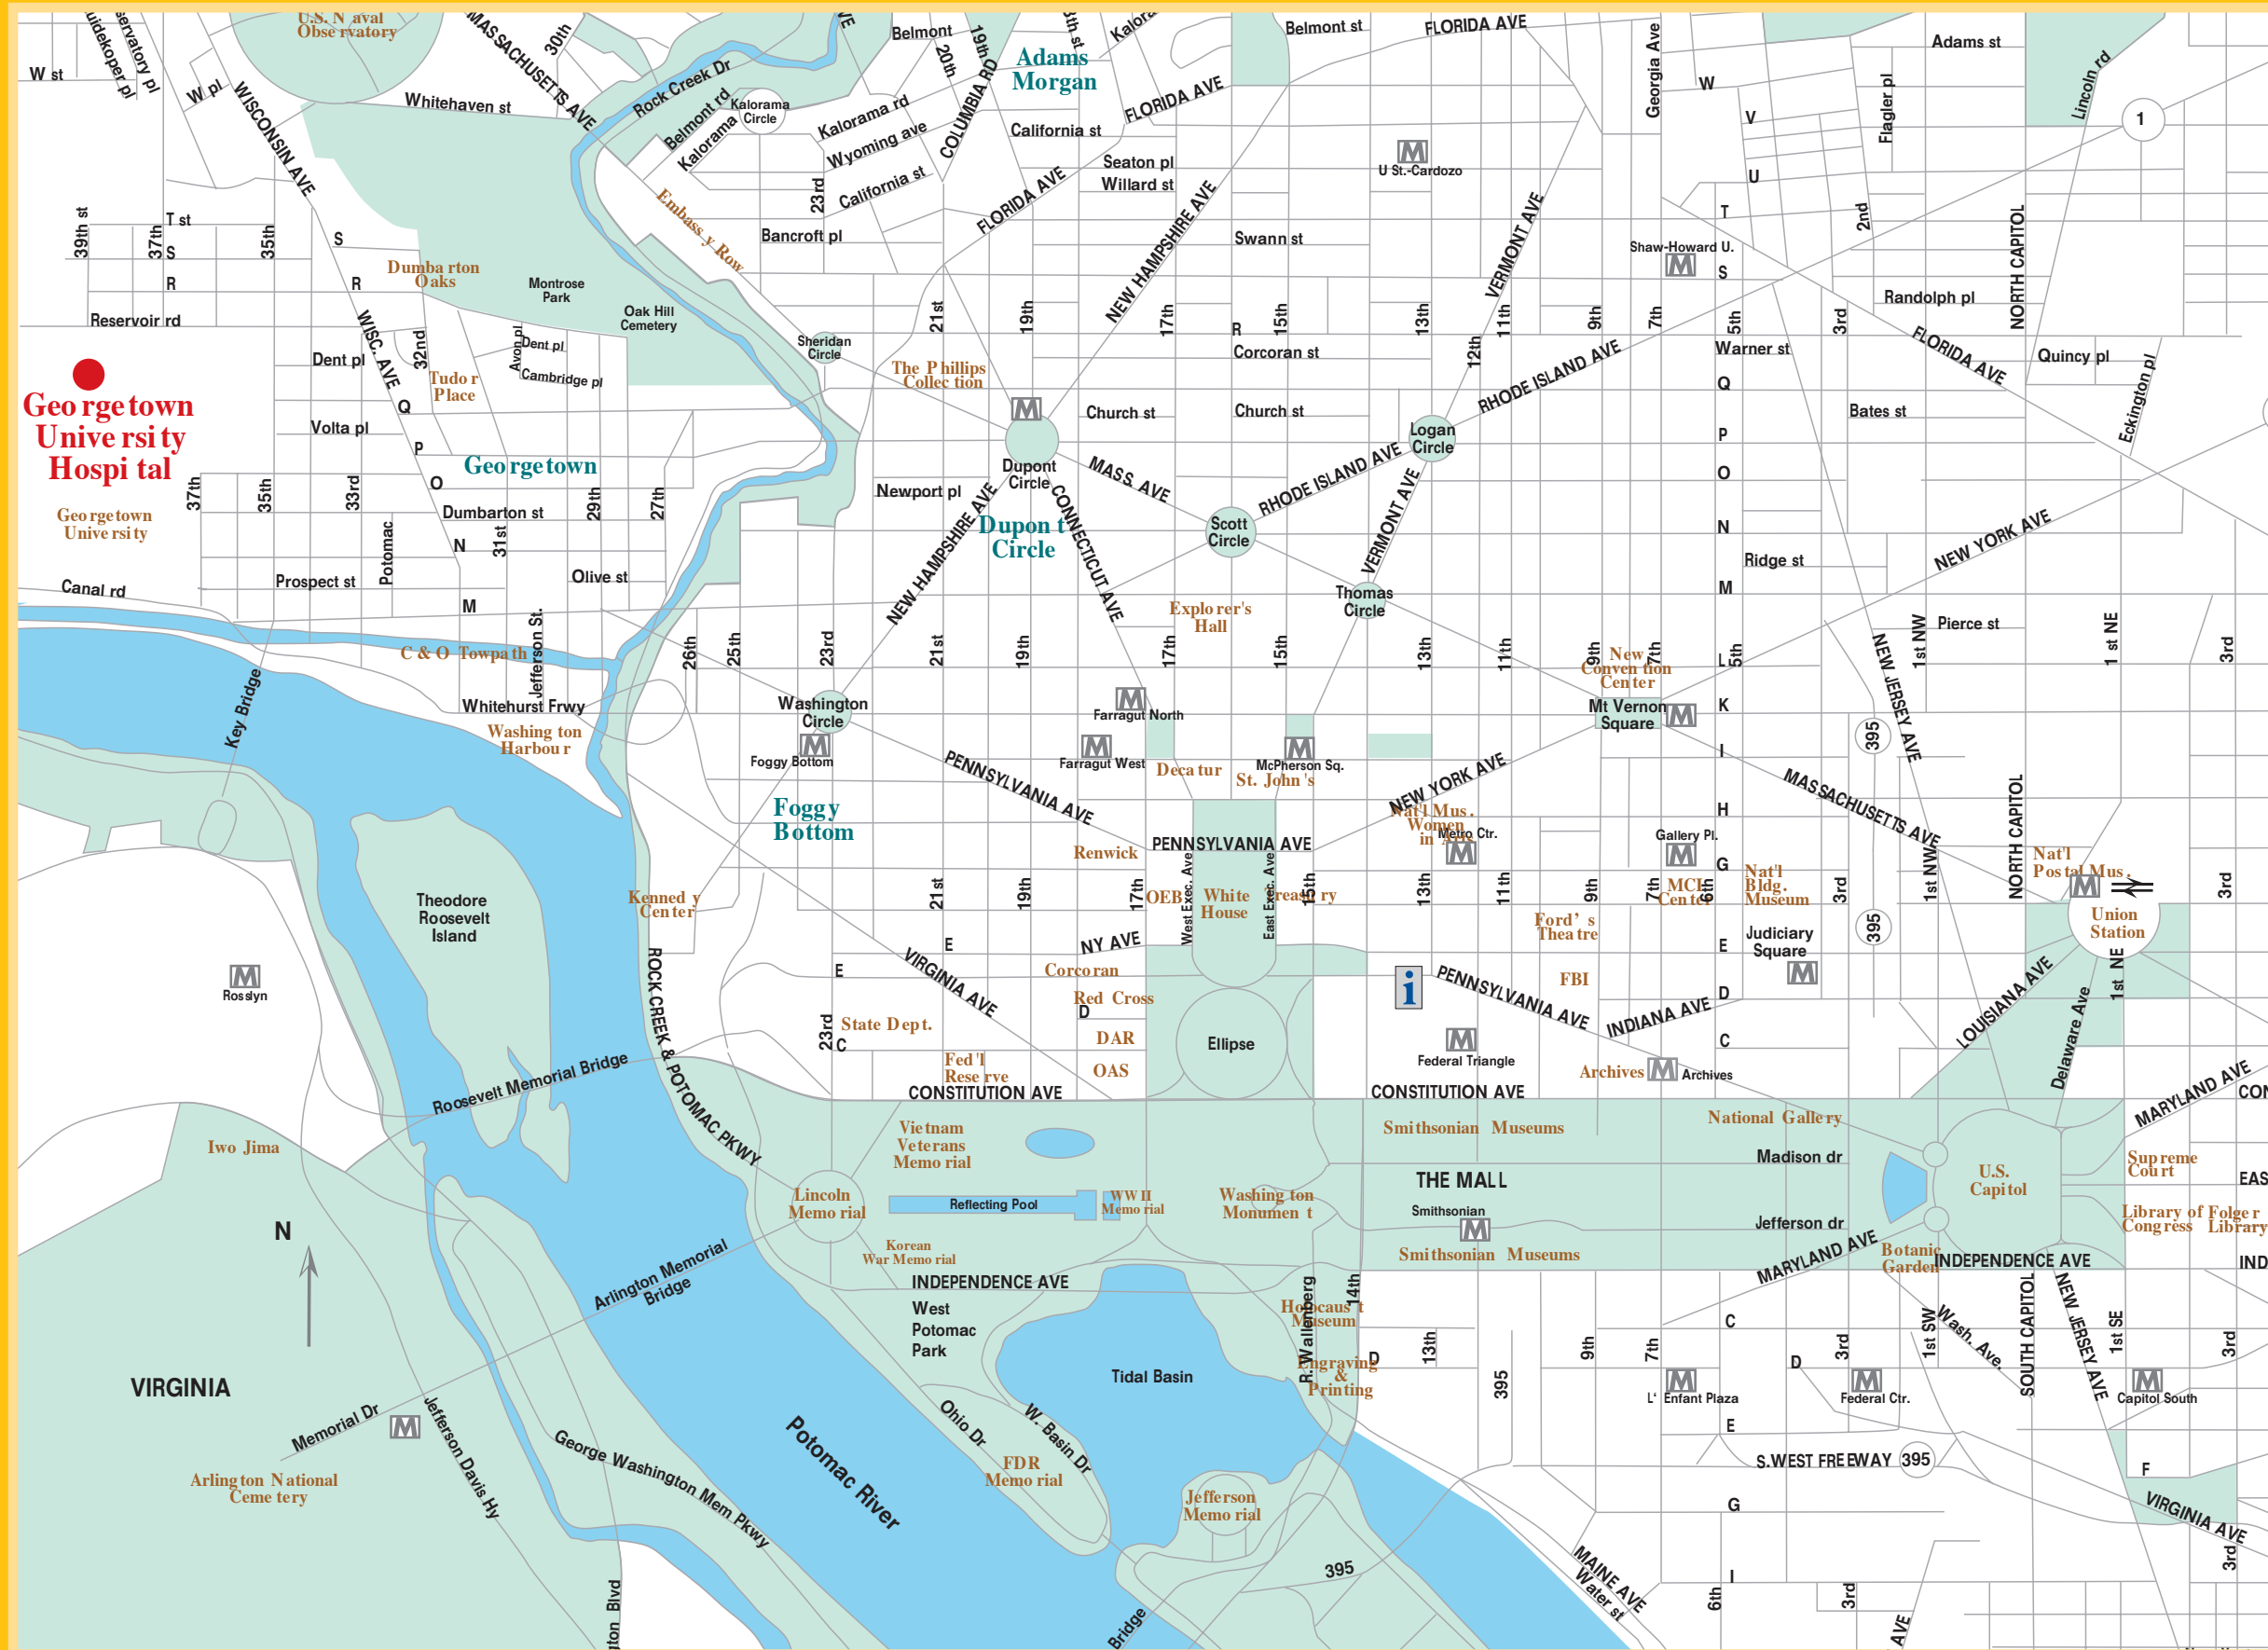 U.S. Naval
Observatory
MASSACHUSETTS AVE
30th
Belmont
19th
20th
Adams
Morgan
Belmont st
FLORIDA AVE
Georgia Ave
Adams st
Lincoln rd
W st
W pl
WISCONSIN AVE
Whitehaven st
Rock Creek Dr
Belmont rd
Kalorama
Kalorama
Circle
Kalorama rd
Wyoming ave
California st
COLUMBIA RD
California st
FLORIDA AVE
W
V
Flagler pl
1
Seaton pl
Willard st
M
U St.-Cardozo
U
39th st
37th
T st
S
R
35th
S
R
Embassy Row
23rd
Bancroft pl
FLORIDA AVE
NEW HAMPSHIRE AVE
Swann st
VERMONT AVE
Shaw-Howard U.
M
T
S
2nd
NORTH CAPITOL
Dumbarton
Oaks
Montrose
Park
Oak Hill
Cemetery
Randolph pl
Reservoir rd
WISC. AVE
32nd
Avon pl
Dent pl
Cambridge pl
Sheridan
Circle
21st
19th
17th
15th
R
13th
11th
9th
7th
5th
3rd
12th
Corcoran st
RHODE ISLAND AVE
Warner st
FLORIDA AVE
Quincy pl
Eckington pl
Dent pl
Tudor
Place
The Phillips
Collection
Georgetown
University
Hospital
Q
P
O
N
M
Volta pl
Georgetown
M
Church st
Church st
Logan
Circle
Q
P
O
N
M
Bates st
Dupont
Circle
MASS AVE
RHODE ISLAND AVE
37th
35th
33rd
Georgetown
University
Dumbarton st
29th
27th
31st
Newport pl
NEW HAMPSHIRE AVE
Dupont
Circle
CONNECTICUT AVE
Scott
Circle
VERMONT AVE
NEW YORK AVE
Canal rd
Prospect st
Potomac
Olive st
Thomas
Circle
Ridge st
Explorer's
Hall
Pierce st
C & O Towpath
Jefferson St.
26th
25th
23rd
21st
19th
17th
15th
13th
11th
9th
7th
5th
L
1st NW
1 st NE
3rd
New
Convention
Center
NEW JERSEY AVE
Key Bridge
Whitehurst Frwy
Washington
Harbour
Washington
Circle
M
Foggy Bottom
M
Farragut North
M
Farragut West
M
McPherson Sq.
Mt Vernon
Square
M
K
I
H
395
Decatur
St. John's
PENNSYLVANIA AVE
NEW YORK AVE
MASSACHUSETTS AVE
NORTH CAPITOL
Foggy
Bottom
Nat'l Mus.
Women
in Arts
Metro Ctr.
M
Gallery Pl.
M
PENNSYLVANIA AVE
Renwick
OEB
West Exec. Ave
White
House
East Exec. Ave
Treasury
G
MCI
Center
Nat'l
Bldg.
Museum
Nat'l
Postal Mus.
M
Union
Station
Theodore
Roosevelt
Island
Kennedy
Center
21st
19th
17th
15th
13th
11th
9th
7th
6th
3rd
1st NW
3rd
Ford's
Theatre
395
ROCK CREEK & POTOMAC PKWY
VIRGINIA AVE
E
E
NY AVE
Corcoran
Red Cross
D
DAR
OAS
i
PENNSYLVANIA AVE
FBI
INDIANA AVE
E
D
C
Judiciary
Square
M
LOUISIANA AVE
Delaware Ave
1st NE
M
Rosslyn
23rd
C
State Dept.
Fed'l
Reserve
Ellipse
M
Federal Triangle
Archives
M
Archives
Roosevelt Memorial Bridge
CONSTITUTION AVE
CONSTITUTION AVE
MARYLAND AVE
CON
Iwo Jima
Vietnam
Veterans
Memorial
Smithsonian Museums
National Gallery
Madison dr
Supreme
Court
EAS
Lincoln
Memorial
Reflecting Pool
WW II
Memorial
Washington
Monument
THE MALL
Smithsonian
M
Smithsonian Museums
Jefferson dr
U.S.
Capitol
Library of
Congress
Folger
Library
N
Korean
War Memorial
Arlington Memorial
Bridge
INDEPENDENCE AVE
MARYLAND AVE
Botanic
Garden
INDEPENDENCE AVE
IND
West
Potomac
Park
Tidal Basin
Holocaust
Museum
R. Wallenberg
14th
Engraving
&
Printing
D
13th
395
9th
7th
C
D
3rd
1st SW
Wash. Ave.
SOUTH CAPITOL
NEW JERSEY AVE
1st SE
3rd
VIRGINIA
Memorial Dr
M
Jefferson Davis Hy
Arlington National
Cemetery
George Washington Mem Pkwy
Potomac River
Ohio Dr
W. Basin Dr
FDR
Memorial
Jefferson
Memorial
M
L' Enfant Plaza
M
Federal Ctr.
M
Capitol South
E
S.WEST FREEWAY
395
F
G
VIRGINIA AVE
395
MAINE AVE
Water st
I
6th
3rd
3rd
AVE
gton Blvd
Bridge